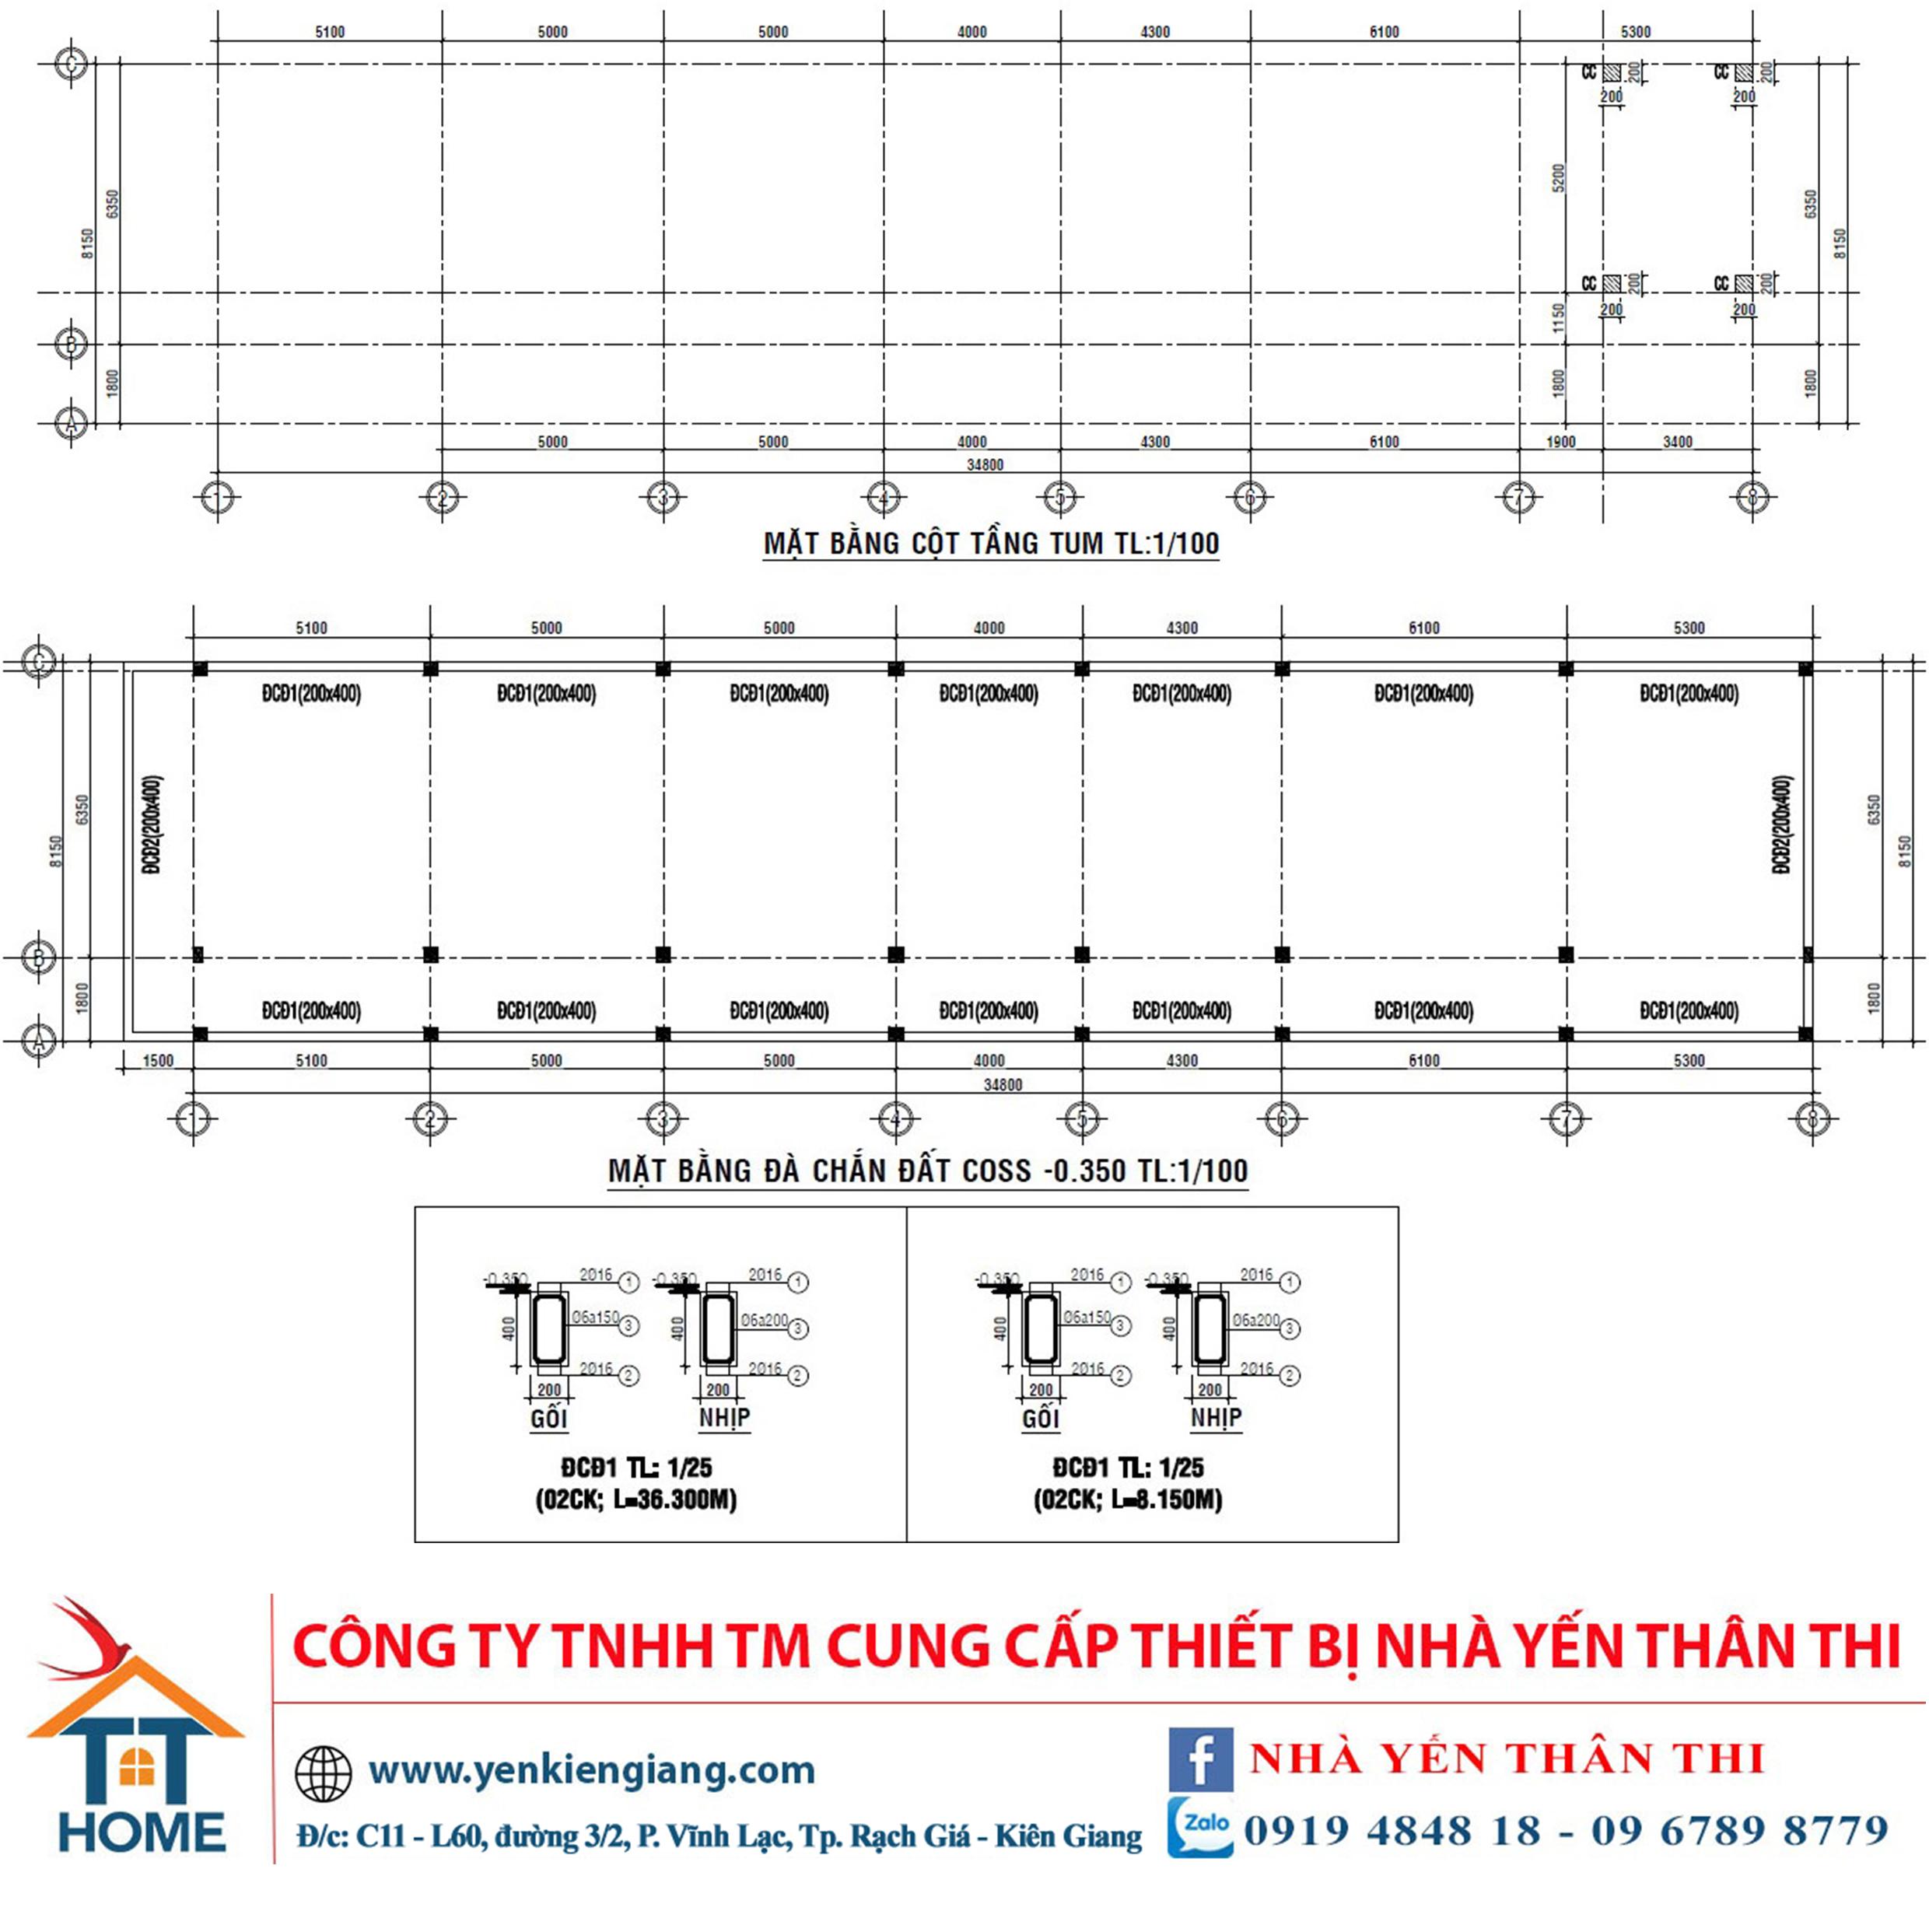 5100 5000 5000 4000 4300 6100 5300
C
CC 200 CC 200
200 200
6350 8150 5200 6350 8150
CC 200 CC 200
200 200
1150
B
1800 1800 1800
A
5000 5000 4000 4300 6100 1900 3400
34800
1 2 3 4 5 6 7 8
MẶT BẰNG CỘT TẦNG TUM TL:1/100
5100 5000 5000 4000 4300 6100 5300
C
ĐCĐ1(200x400) ĐCĐ1(200x400) ĐCĐ1(200x400) ĐCĐ1(200x400) ĐCĐ1(200x400) ĐCĐ1(200x400) ĐCĐ1(200x400)
8150 6350 ĐCĐ2(200x400) ĐCĐ2(200x400) 6350 8150
B
1800 1800
ĐCĐ1(200x400) ĐCĐ1(200x400) ĐCĐ1(200x400) ĐCĐ1(200x400) ĐCĐ1(200x400) ĐCĐ1(200x400) ĐCĐ1(200x400)
A
1500 5100 5000 5000 4000 4300 6100 5300
34800
1 2 3 4 5 6 7 8
MẶT BẰNG ĐÀ CHẮN ĐẤT COSS -0.350 TL:1/100
-0.350 2Ø16 1 -0.350 2Ø16 1 -0.350 2Ø16 1 -0.350 2Ø16 1
400 Ø6a150 3 400 Ø6a200 3 400 Ø6a150 3 400 Ø6a200 3
2Ø16 2 2Ø16 2 2Ø16 2 2Ø16 2
200 200 200 200
GỐI NHỊP GỐI NHỊP
ĐCĐ1 TL: 1/25 ĐCĐ1 TL: 1/25
(02CK; L=36.300M) (02CK; L=8.150M)
CÔNG TY TNHH TM CUNG CẤP THIẾT BỊ NHÀ YẾN THÂN THI
TT
HOME
www.yenkiengiang.com
f NHÀ YẾN THÂN THI
Đ/c: C11 - L60, đường 3/2, P. Vĩnh Lạc, Tp. Rạch Giá - Kiên Giang
Zalo 0919 4848 18 - 09 6789 8779